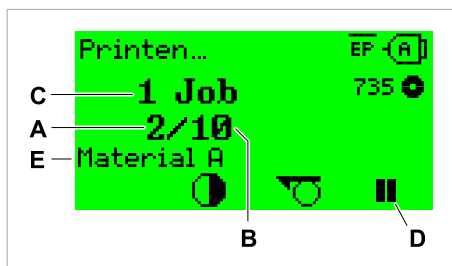 Printen... EP A
C 1 Job 735
A 2/10
E Material A
B D